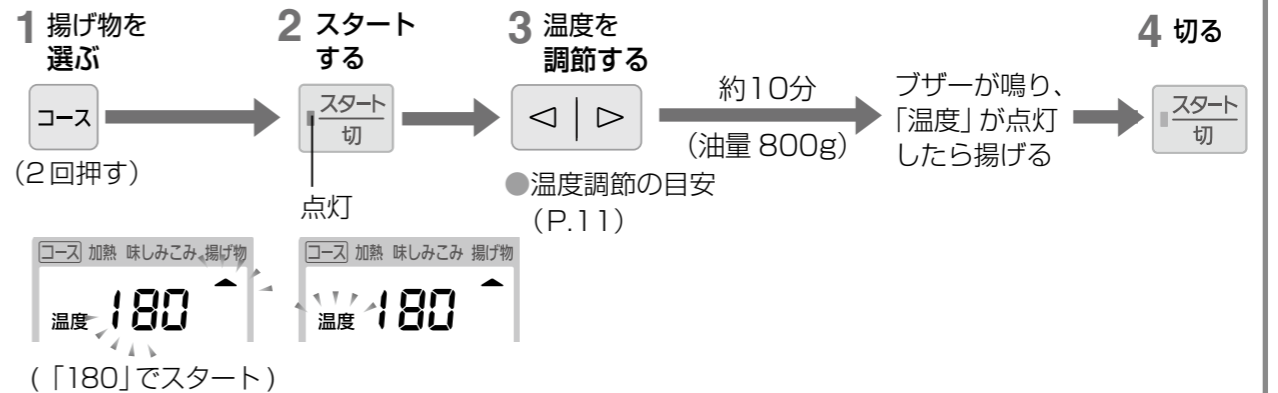 1 揚げ物を
選ぶ
コース
(2回押す)
2 スタート
する
スタート
切
点灯
3 温度を
調節する
◁ | ▷
●温度調節の目安
(P.11)
約10分
(油量 800g)
ブザーが鳴り、
「温度」が点灯
したら揚げる
4 切る
スタート
切
コース 加熱 味しみこみ 揚げ物
温度 180
(「180」でスタート)
コース 加熱 味しみこみ 揚げ物
温度 180